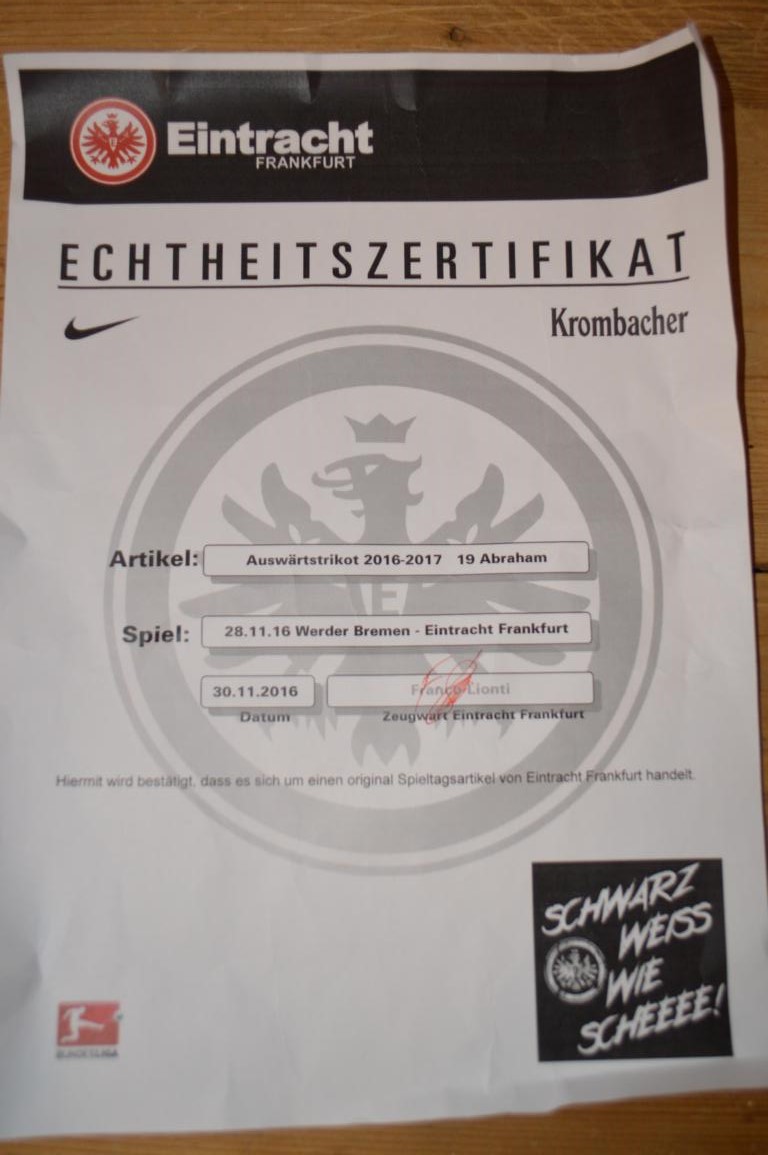 Eintracht
FRANKFURT
ECHTHEITSZERTIFIKAT
Krombacher
Artikel: Auswärtstrikot 2016-2017 19 Abraham
Spiel: 28.11.16 Werder Bremen - Eintracht Frankfurt
30.11.2016 Franco Lionti
Datum Zeugwart Eintracht Frankfurt
Hiermit wird bestätigt, dass es sich um einen original Spieltagsartikel von Eintracht Frankfurt handelt.
SCHWARZ
WEISS
WIE
SCHEEEE!
BUNDESLIGA